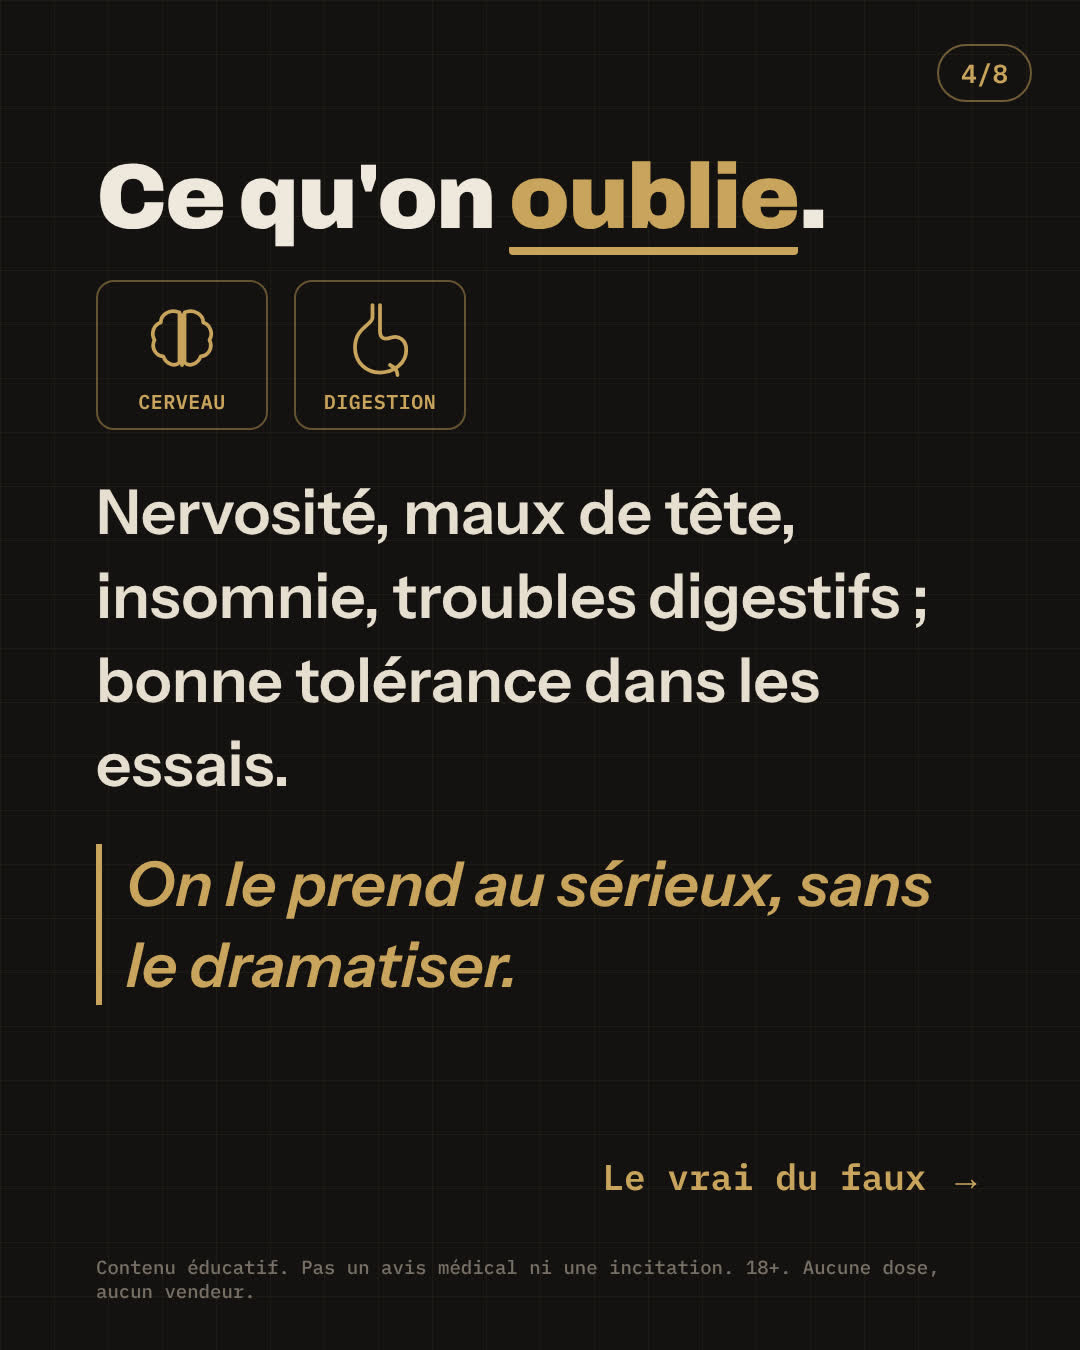 4/8
Ce qu'on oublie.
CERVEAU
DIGESTION
Nervosité, maux de tête,
insomnie, troubles digestifs ;
bonne tolérance dans les
essais.
On le prend au sérieux, sans
le dramatiser.
Le vrai du faux →
Contenu éducatif. Pas un avis médical ni une incitation. 18+. Aucune dose,
aucun vendeur.